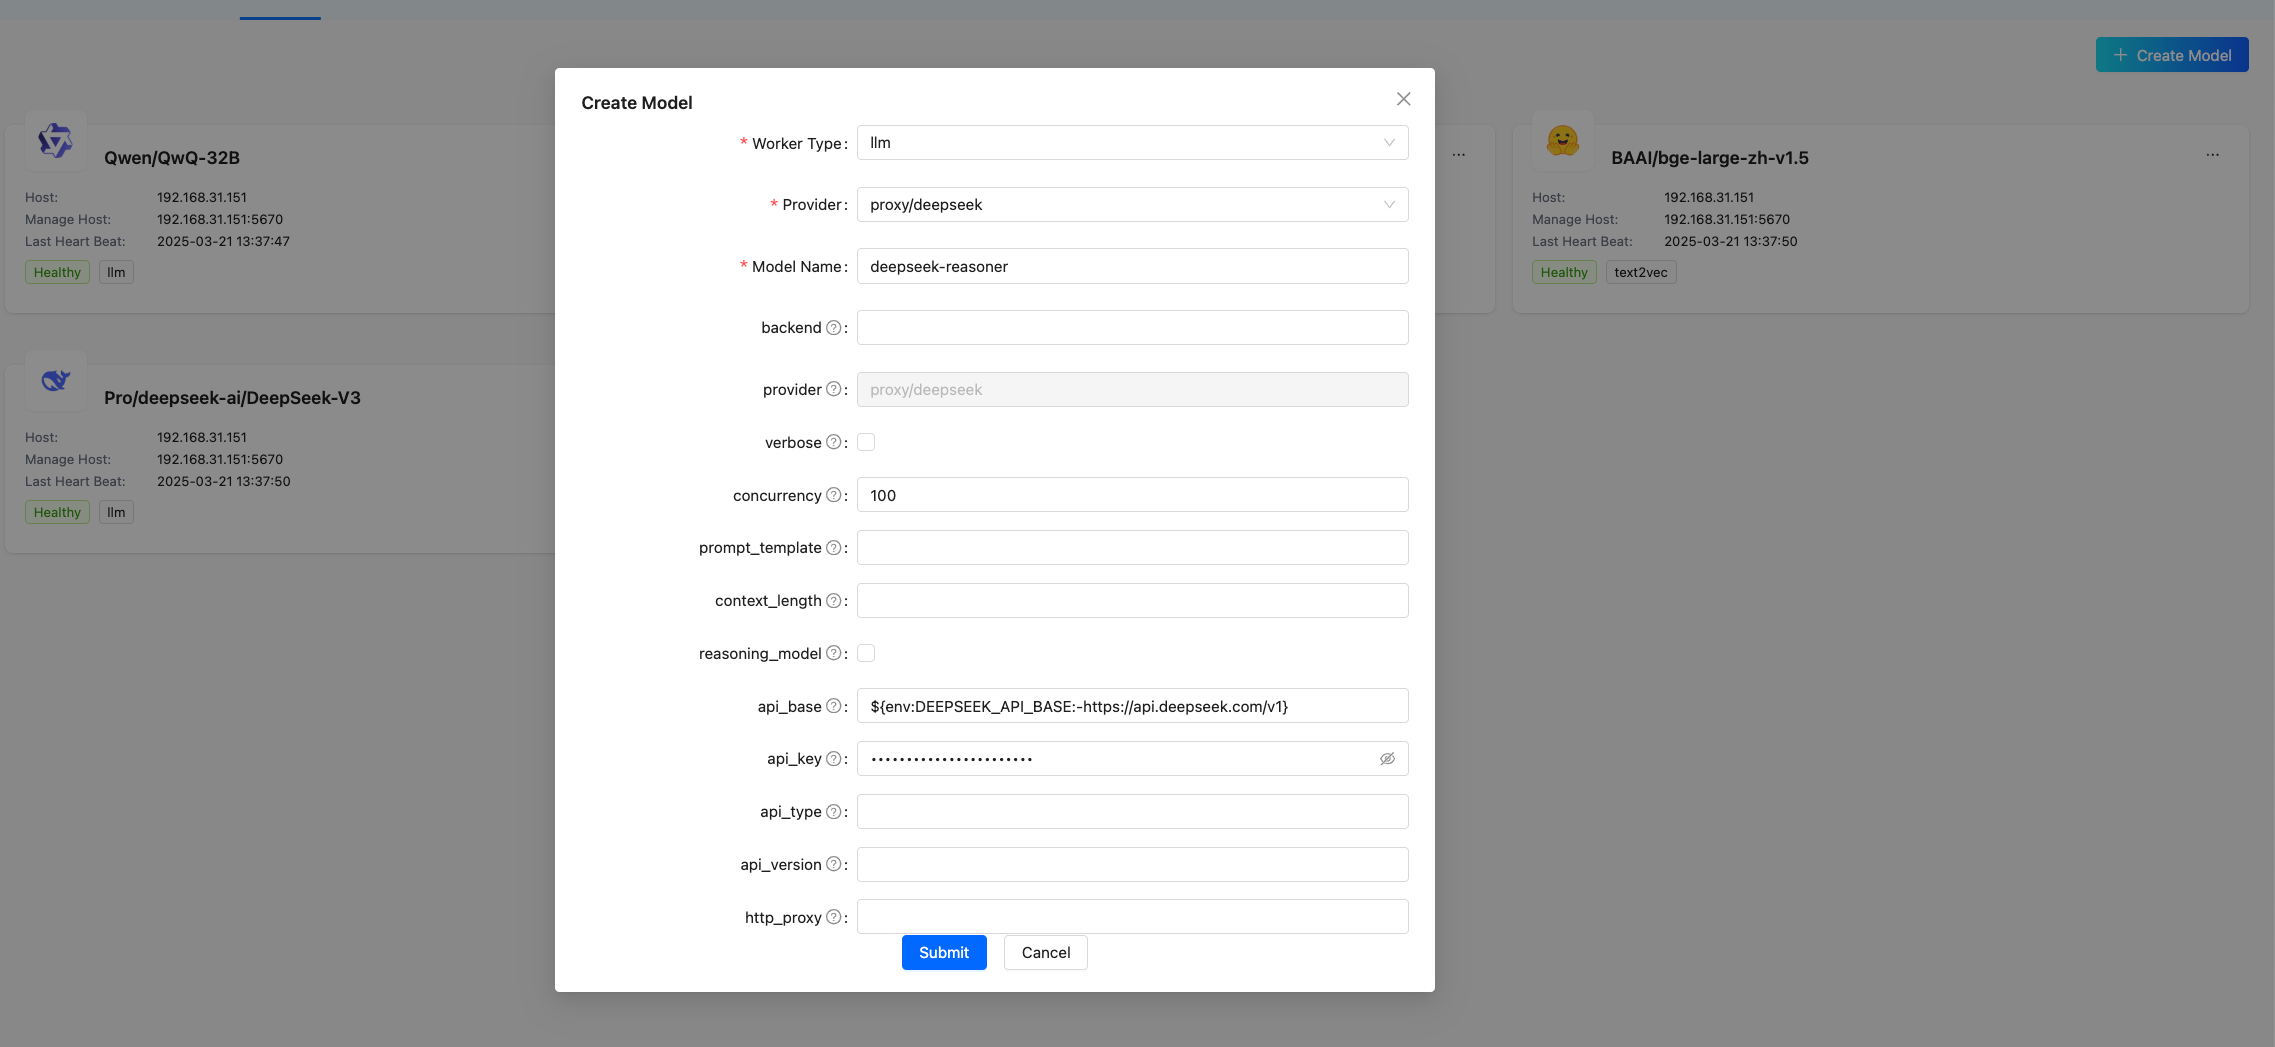 + Create Model
Create Model
* Worker Type : llm
* Provider : proxy/deepseek
* Model Name : deepseek-reasoner
backend ? :
provider ? : proxy/deepseek
verbose ? :
concurrency ? : 100
prompt_template ? :
context_length ? :
reasoning_model ? :
api_base ? : ${env:DEEPSEEK_API_BASE:-https://api.deepseek.com/v1}
api_key ? : •••••••••••••••••••••••
api_type ? :
api_version ? :
http_proxy ? :
Submit Cancel
Qwen/QwQ-32B
Host: 192.168.31.151
Manage Host: 192.168.31.151:5670
Last Heart Beat: 2025-03-21 13:37:47
Healthy llm
...
BAAI/bge-large-zh-v1.5 ...
Host: 192.168.31.151
Manage Host: 192.168.31.151:5670
Last Heart Beat: 2025-03-21 13:37:50
Healthy text2vec
Pro/deepseek-ai/DeepSeek-V3
Host: 192.168.31.151
Manage Host: 192.168.31.151:5670
Last Heart Beat: 2025-03-21 13:37:50
Healthy llm